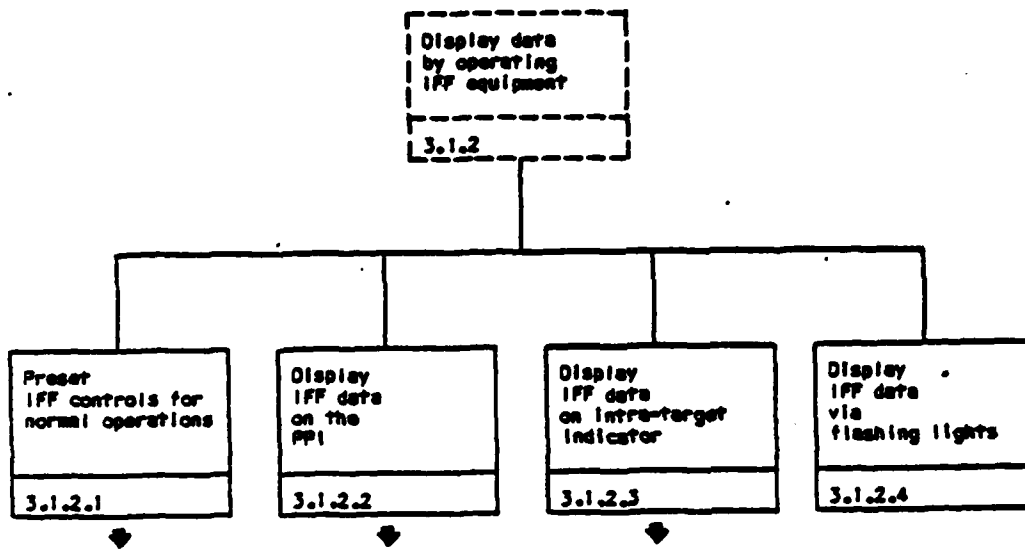 Display data
by operating
IFF equipment
3.1.2
Preset
IFF controls for
normal operations
3.1.2.1
Display
IFF data
on the
PPI
3.1.2.2
Display
IFF data
on intra-target
indicator
3.1.2.3
Display
IFF data
via
flashing lights
3.1.2.4